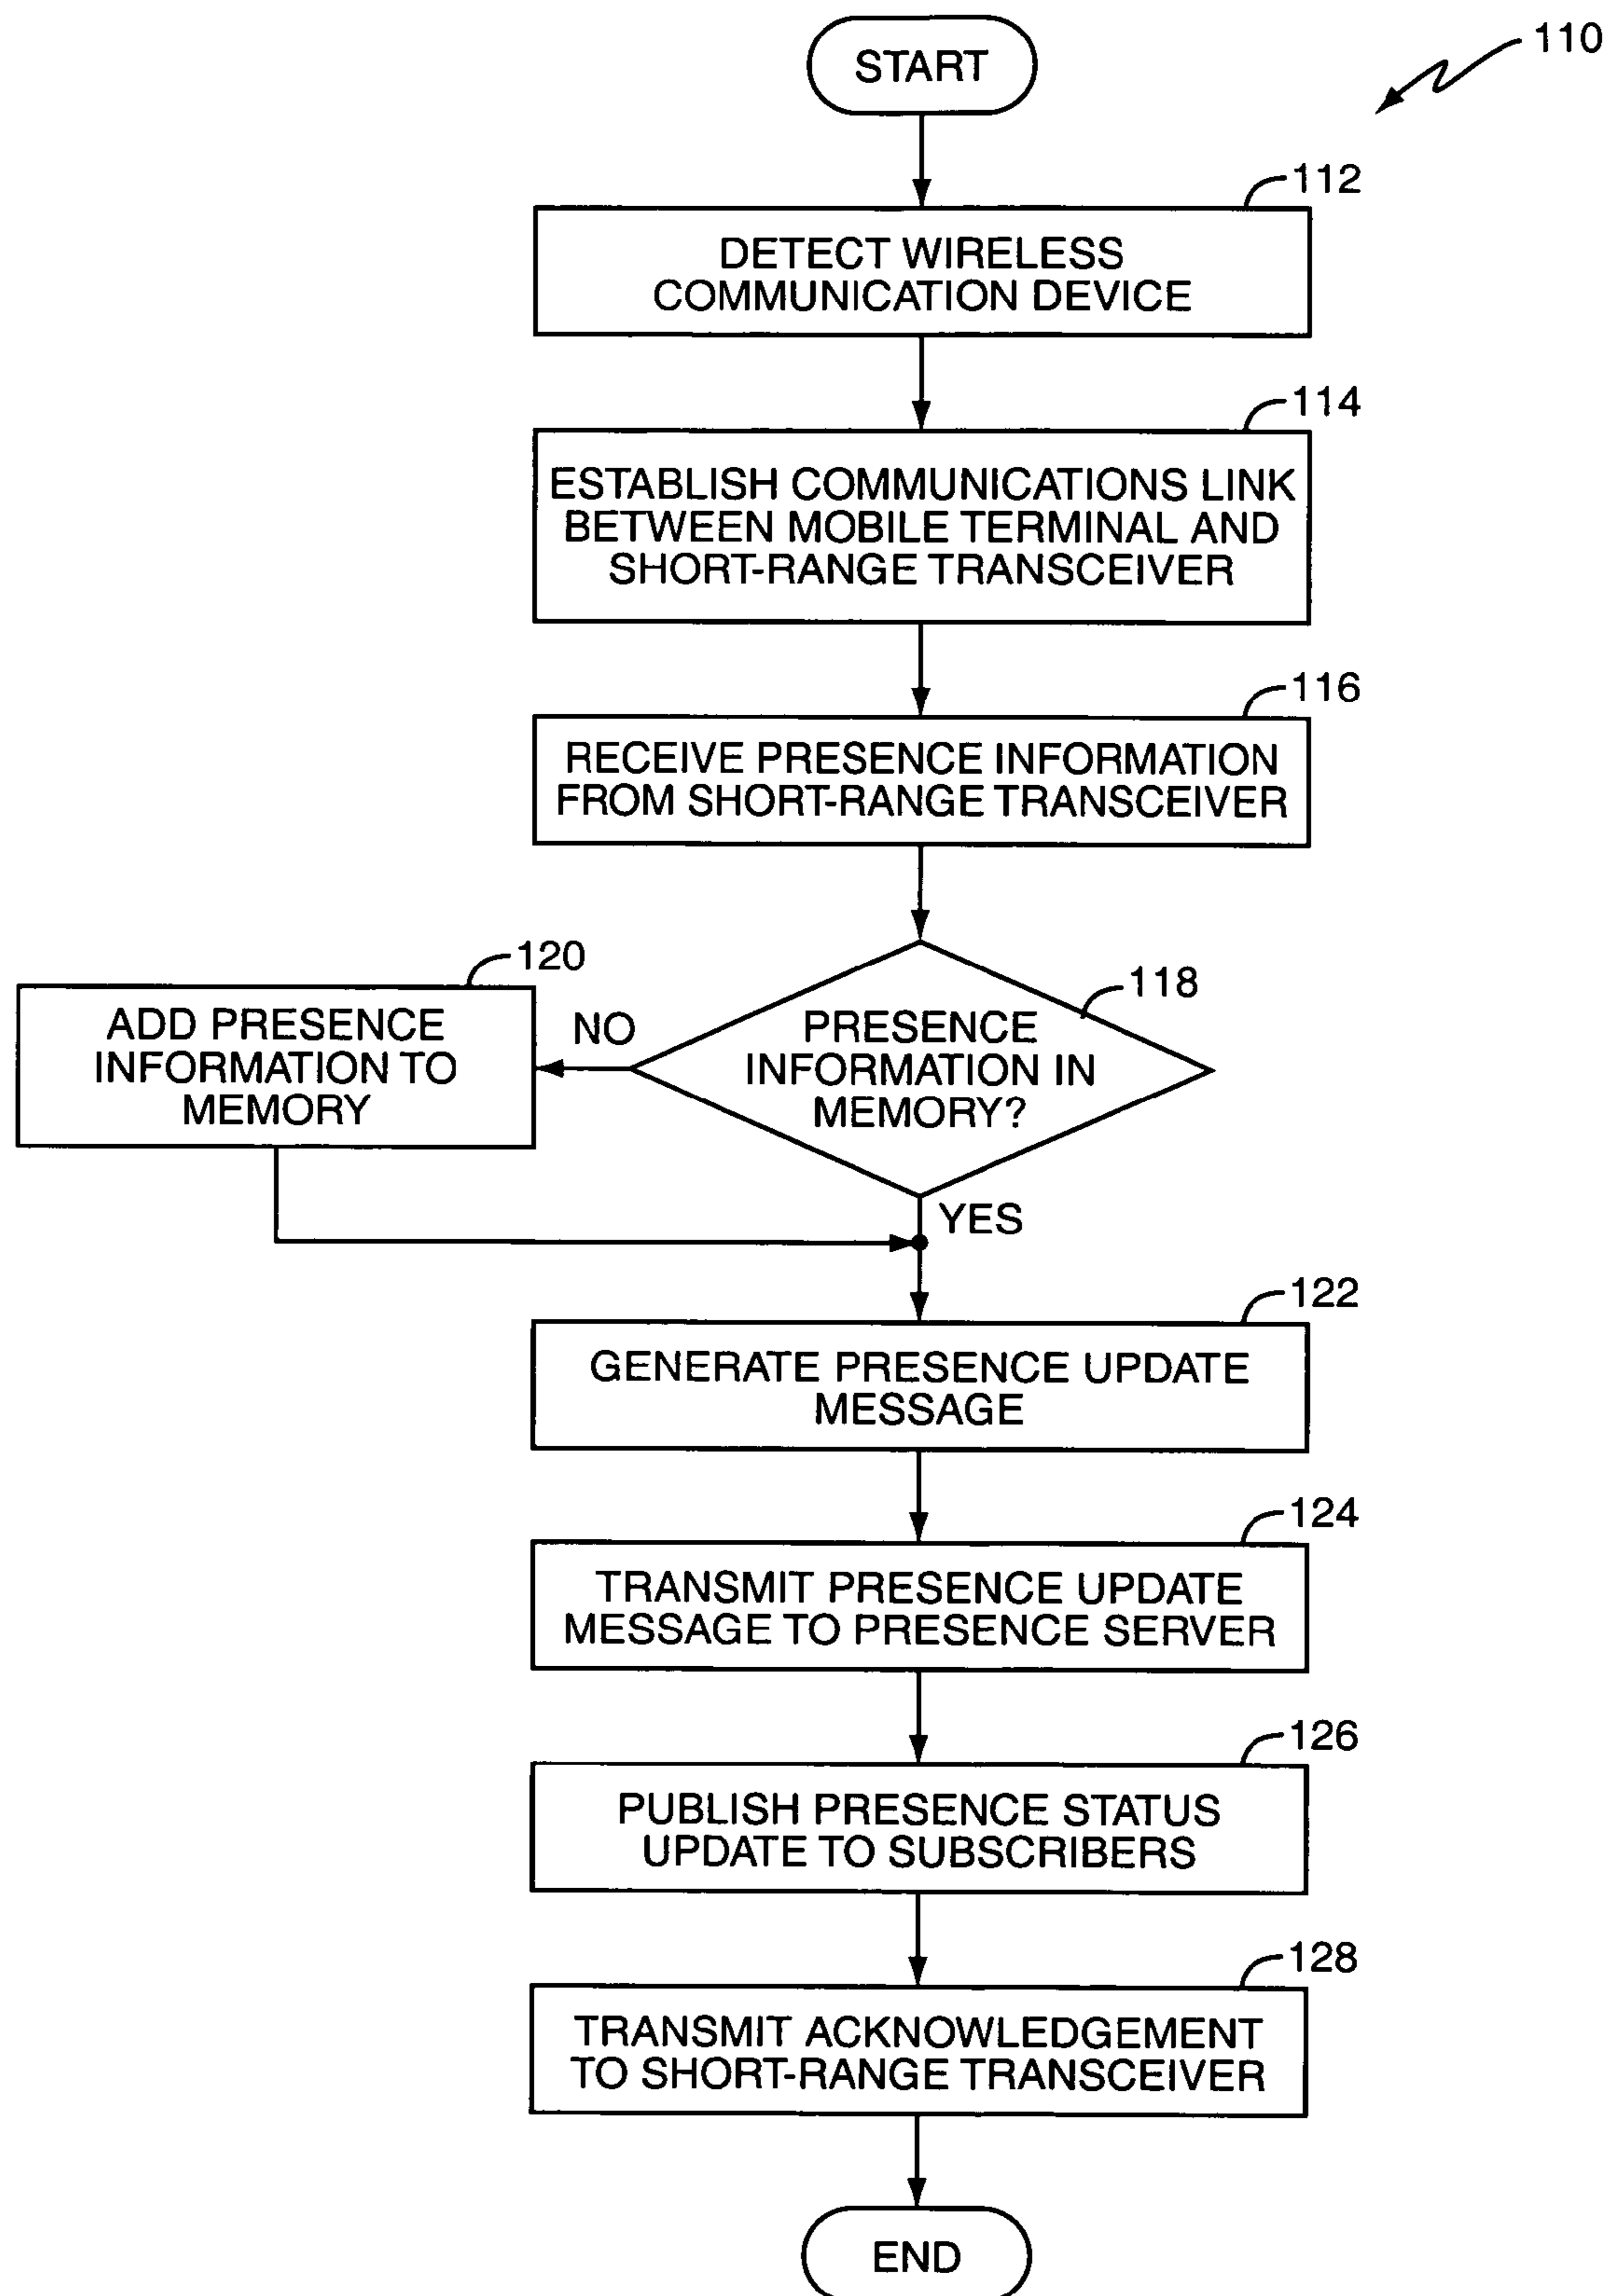 START
110
112
DETECT WIRELESS
COMMUNICATION DEVICE
114
ESTABLISH COMMUNICATIONS LINK
BETWEEN MOBILE TERMINAL AND
SHORT-RANGE TRANSCEIVER
116
RECEIVE PRESENCE INFORMATION
FROM SHORT-RANGE TRANSCEIVER
120
ADD PRESENCE
INFORMATION TO
MEMORY
NO
118
PRESENCE
INFORMATION IN
MEMORY?
YES
122
GENERATE PRESENCE UPDATE
MESSAGE
124
TRANSMIT PRESENCE UPDATE
MESSAGE TO PRESENCE SERVER
126
PUBLISH PRESENCE STATUS
UPDATE TO SUBSCRIBERS
128
TRANSMIT ACKNOWLEDGEMENT
TO SHORT-RANGE TRANSCEIVER
END